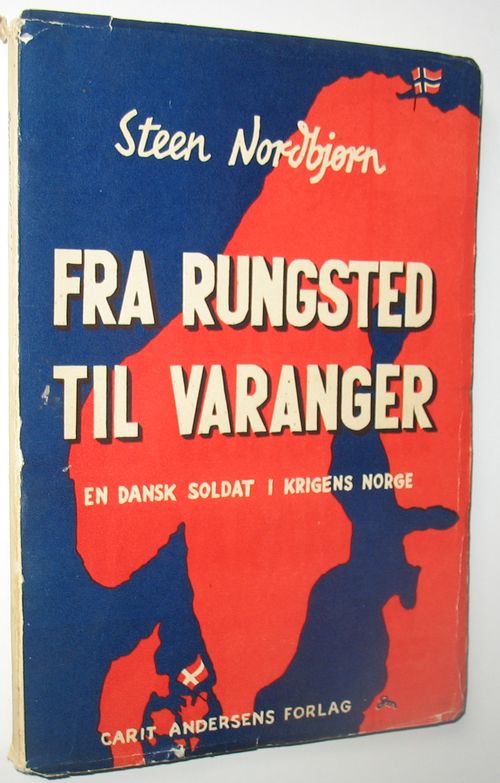 Steen Nordbjørn
FRA RUNGSTED
TIL VARANGER
EN DANSK SOLDAT I KRIGENS NORGE
CARIT ANDERSENS FORLAG